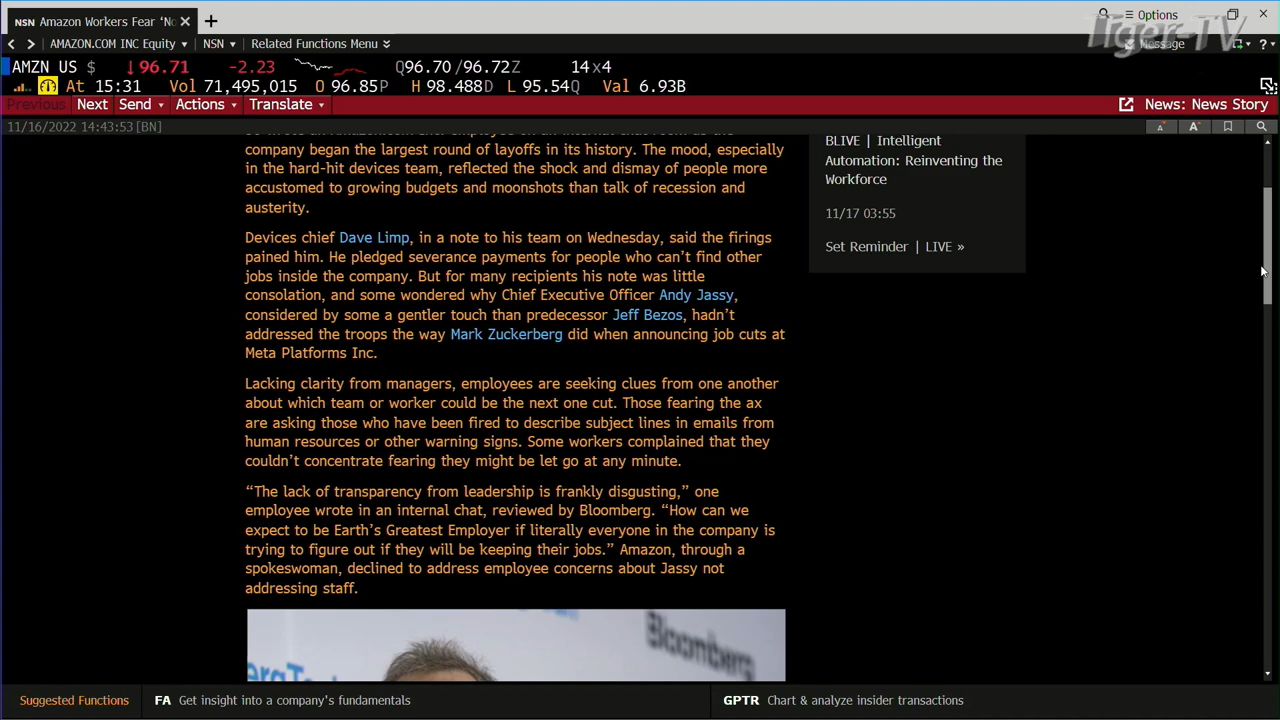 NSN Amazon Workers Fear ‘No
Options
Tiger-TV
AMAZON.COM INC Equity NSN Related Functions Menu
Message
AMZN US $ ↓96.71 -2.23 Q96.70/96.72Z 14x4
At 15:31 Vol 71,495,015 O 96.85P H 98.488D L 95.54Q Val 6.93B
Previous Next Send Actions Translate News: News Story
11/16/2022 14:43:53[BN]
company began the largest round of layoffs in its history. The mood, especially
in the hard-hit devices team, reflected the shock and dismay of people more
accustomed to growing budgets and moonshots than talk of recession and
austerity.
Devices chief Dave Limp, in a note to his team on Wednesday, said the firings
pained him. He pledged severance payments for people who can’t find other
jobs inside the company. But for many recipients his note was little
consolation, and some wondered why Chief Executive Officer Andy Jassy,
considered by some a gentler touch than predecessor Jeff Bezos, hadn’t
addressed the troops the way Mark Zuckerberg did when announcing job cuts at
Meta Platforms Inc.
Lacking clarity from managers, employees are seeking clues from one another
about which team or worker could be the next one cut. Those fearing the ax
are asking those who have been fired to describe subject lines in emails from
human resources or other warning signs. Some workers complained that they
couldn’t concentrate fearing they might be let go at any minute.
“The lack of transparency from leadership is frankly disgusting,” one
employee wrote in an internal chat, reviewed by Bloomberg. “How can we
expect to be Earth’s Greatest Employer if literally everyone in the company is
trying to figure out if they will be keeping their jobs.” Amazon, through a
spokeswoman, declined to address employee concerns about Jassy not
addressing staff.
BLIVE | Intelligent
Automation: Reinventing the
Workforce
11/17 03:55
Set Reminder | LIVE »
Bloomberg
Suggested Functions FA Get insight into a company's fundamentals GPTR Chart & analyze insider transactions